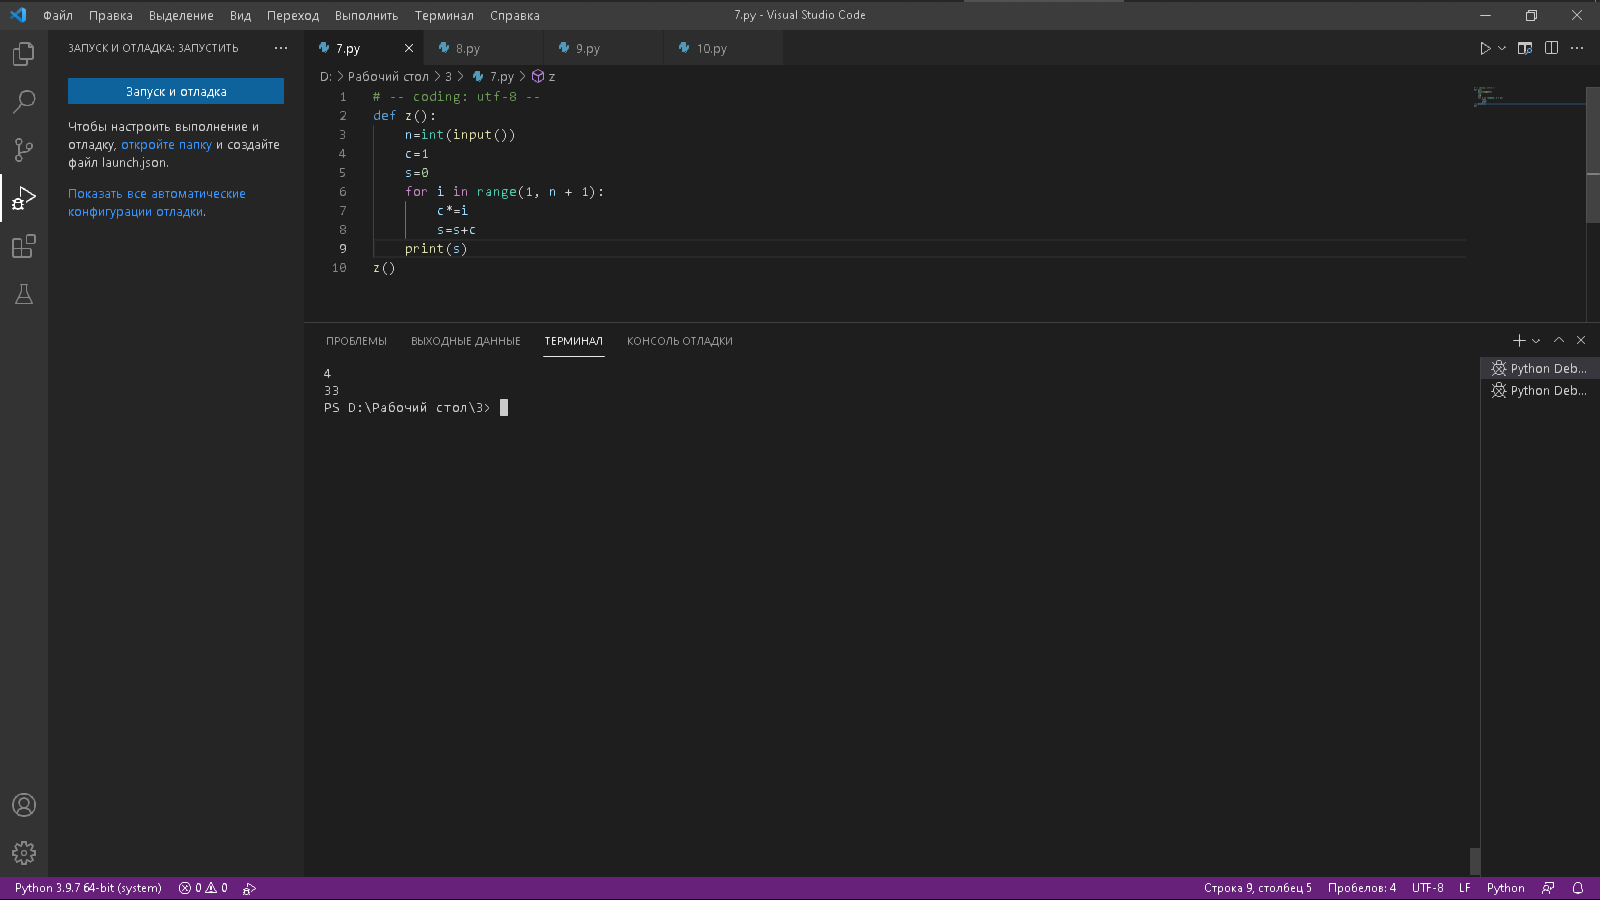 Файл Правка Выделение Вид Переход Выполнить Терминал Справка 7.py - Visual Studio Code
ЗАПУСК И ОТЛАДКА: ЗАПУСТИТЬ ...
Запуск и отладка
Чтобы настроить выполнение и
отладку, откройте папку и создайте
файл launch.json.
Показать все автоматические
конфигурации отладки.
7.py 8.py 9.py 10.py
D: > Рабочий стол > 3 > 7.py > z
1 # -- coding: utf-8 --
2 def z():
3 n=int(input())
4 c=1
5 s=0
6 for i in range(1, n + 1):
7 c*=i
8 s=s+c
9 print(s)
10 z()
ПРОБЛЕМЫ ВЫХОДНЫЕ ДАННЫЕ ТЕРМИНАЛ КОНСОЛЬ ОТЛАДКИ
4
33
PS D:\Рабочий стол\3>
Python Deb...
Python Deb...
Python 3.9.7 64-bit (system) 0 0 Строка 9, столбец 5 Пробелов: 4 UTF-8 LF Python